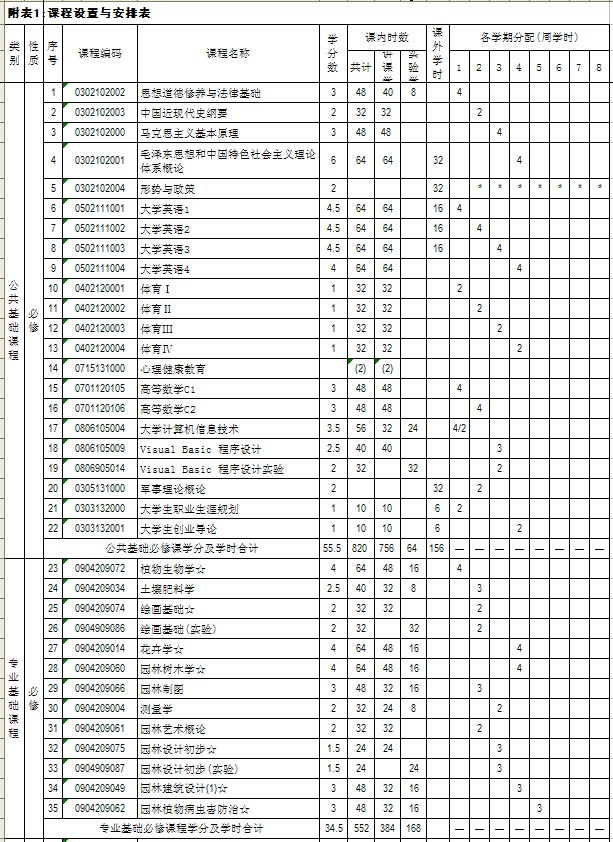 附表1:课程设置与安排表
类别 性质 序号 课程编码 课程名称 学分数 课内时数 课外学时 各学期分配(周学时)
共计 讲课学 实验学 1 2 3 4 5 6 7 8
公共基础课程 必修
1 0302102002 思想道德修养与法律基础 3 48 40 8 4
2 0302102003 中国近现代史纲要 2 32 32 2
3 0302102000 马克思主义基本原理 3 48 48 4
4 0302102001 毛泽东思想和中国特色社会主义理论 6 64 64 32 4
体系概论
5 0302102004 形势与政策 2 32 * * * * * * *
6 0502111001 大学英语1 4.5 64 64 16 4
7 0502111002 大学英语2 4.5 64 64 16 4
8 0502111003 大学英语3 4.5 64 64 16 4
9 0502111004 大学英语4 4 64 64 4
10 0402120001 体育Ⅰ 1 32 32 2
11 0402120002 体育Ⅱ 1 32 32 2
12 0402120003 体育III 1 32 32 2
13 0402120004 体育Ⅳ 1 32 32 2
14 0715131000 心理健康教育 (2) (2)
15 0701120105 高等数学C1 3 48 48 4
16 0701120106 高等数学C2 3 48 48 4
17 0806105004 大学计算机信息技术 3.5 56 32 24 4/2
18 0806105009 Visual Basic 程序设计 2.5 40 40 3
19 0806905014 Visual Basic 程序设计实验 2 32 32 2
20 0305131000 军事理论概论 2 32 2
21 0303132000 大学生职业生涯规划 1 10 10 6 2
22 0303132001 大学生创业导论 1 10 10 6 2
公共基础必修课学分及学时合计 55.5 820 756 64 156 — — — — — — — —
专业基础课程 必修
23 0904209072 植物生物学☆ 4 64 48 16 4
24 0904209034 土壤肥料学 2.5 40 32 8 3
25 0904209074 绘画基础☆ 2 32 32 2
26 0904909086 绘画基础(实验) 2 32 32 2
27 0904209014 花卉学☆ 4 64 48 16 4
28 0904209060 园林树木学☆ 4 64 48 16 4
29 0904209066 园林制图 3 48 32 16 3
30 0904209004 测量学 2 32 24 8 2
31 0904209061 园林艺术概论 2 32 32 2
32 0904209075 园林设计初步☆ 1.5 24 24 3
33 0904909087 园林设计初步(实验) 1.5 24 24 3
34 0904209049 园林建筑设计(1)☆ 3 48 32 16 3
35 0904209062 园林植物病虫害防治☆ 3 48 32 16 3
专业基础必修课程学分及学时合计 34.5 552 384 168 — — — — — — — —